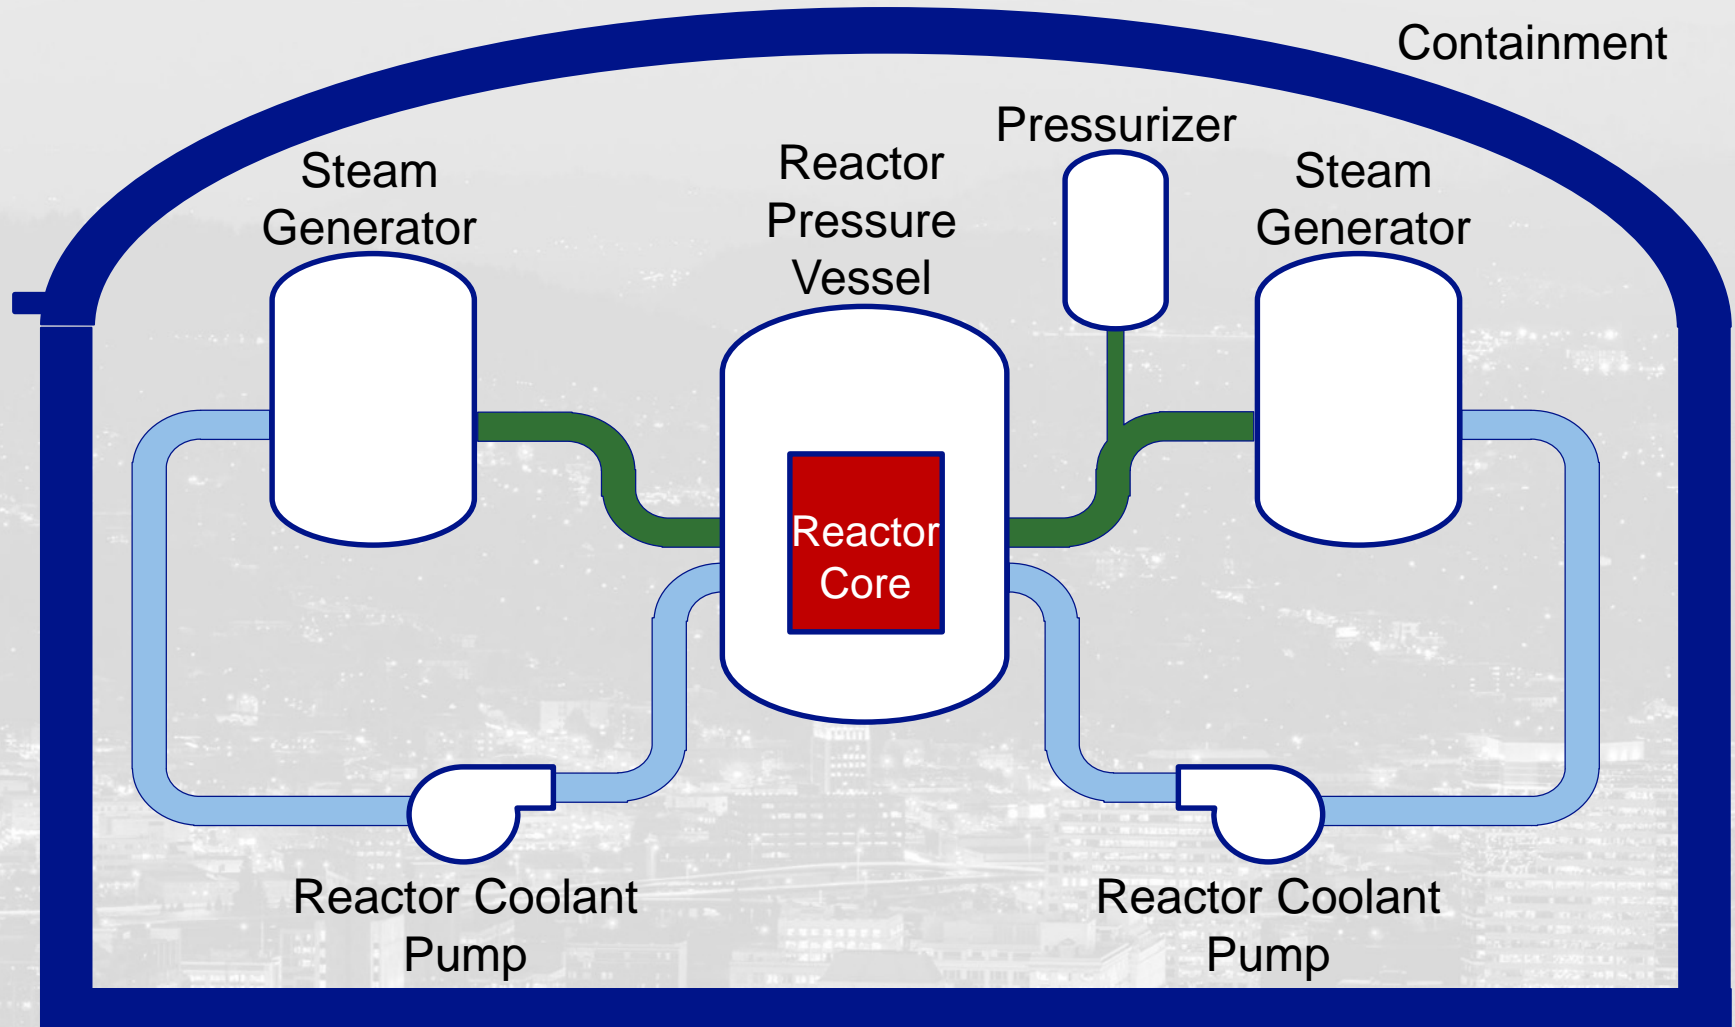 Containment
Pressurizer
Steam
Generator
Reactor
Pressure
Vessel
Steam
Generator
Reactor
Core
Reactor Coolant
Pump
Reactor Coolant
Pump